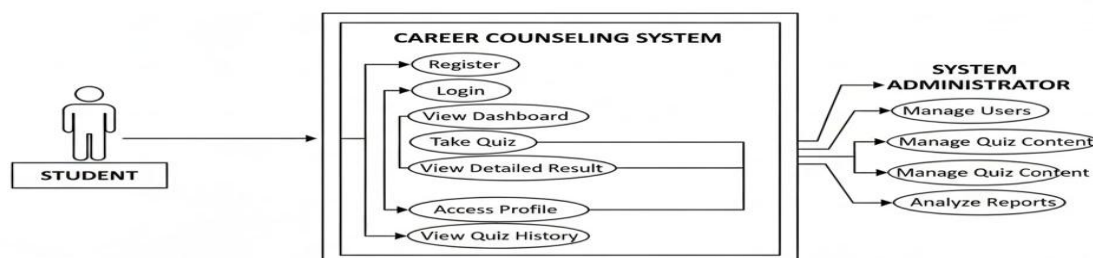 CAREER COUNSELING SYSTEM
Register
Login
View Dashboard
Take Quiz
View Detailed Result
Access Profile
View Quiz History
STUDENT
SYSTEM
ADMINISTRATOR
Manage Users
Manage Quiz Content
Manage Quiz Content
Analyze Reports